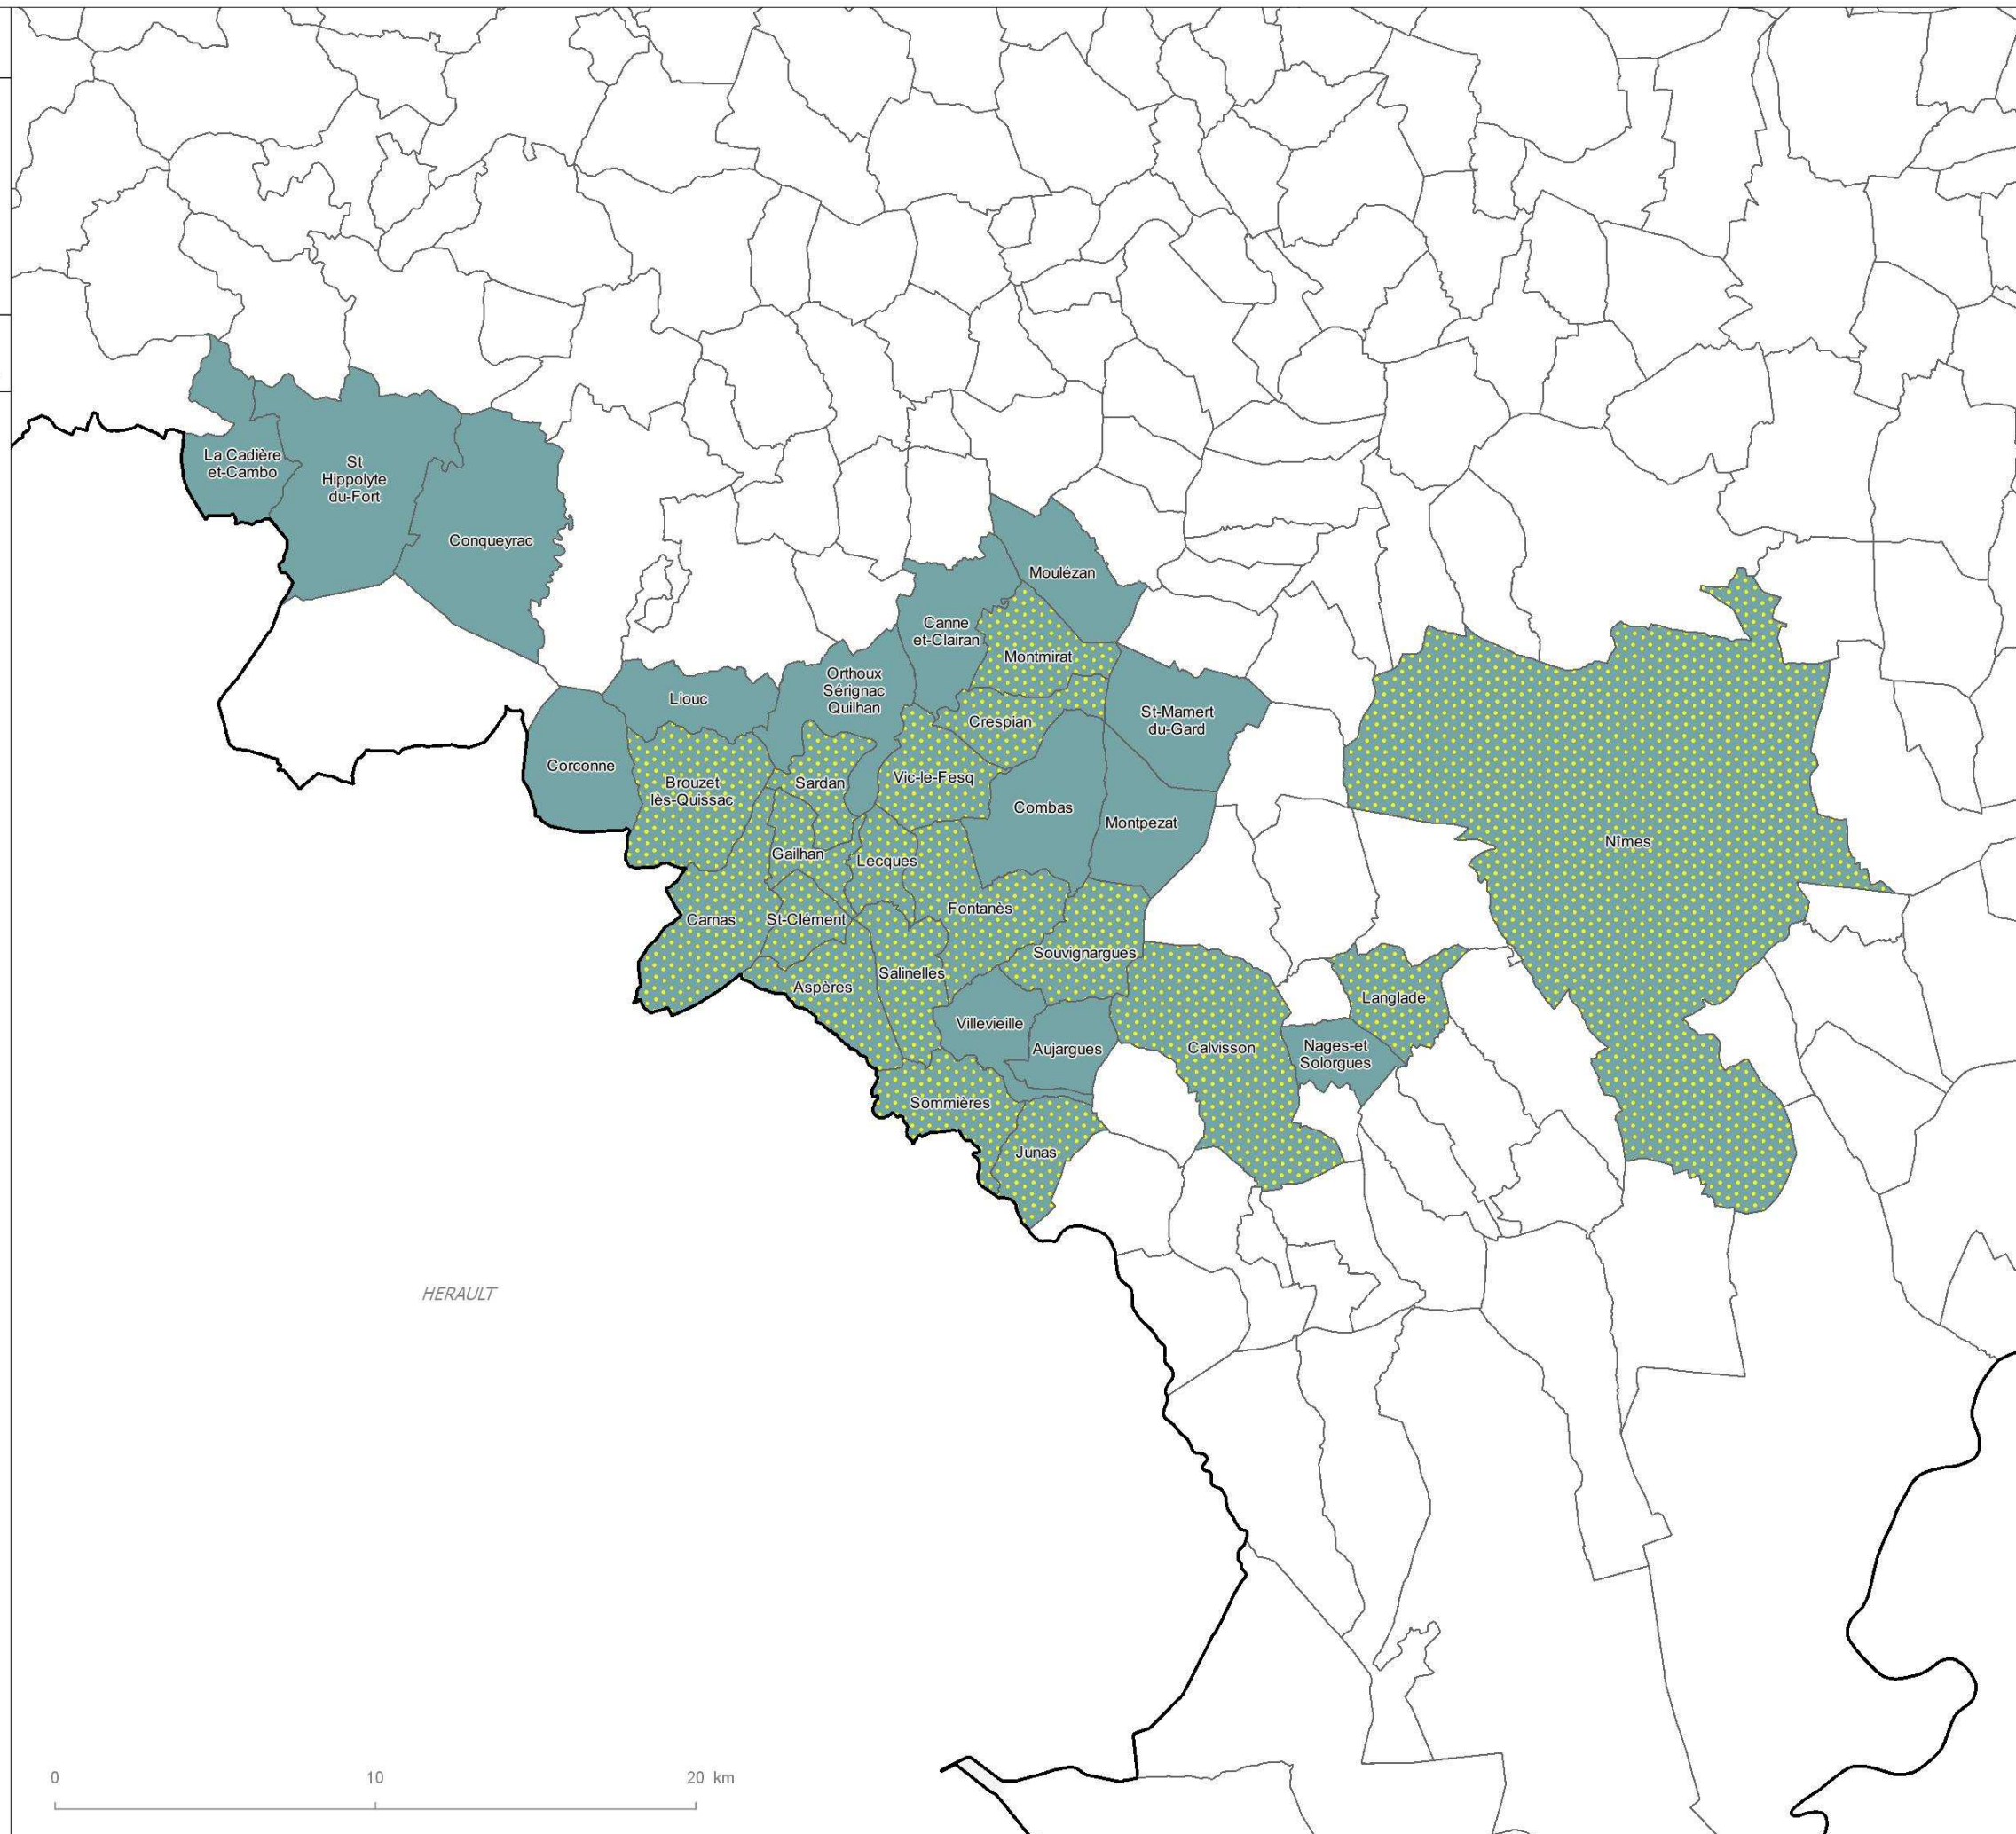 La Cadière
et-Cambo
St
Hippolyte
du-Fort
Conqueyrac
Moulézan
Canne
et-Clairan
Montmirat
Orthoux
Sérignac
Quilhan
Liouc
St-Mamert
du-Gard
Crespian
Corconne
Brouzet
lès-Quissac
Sardan
Vic-le-Fesq
Combas
Montpezat
Nîmes
Gailhan
Lecques
Fontanès
Carnas
St-Clément
Souvignargues
Salinelles
Aspères
Langlade
Villevieille
Aujargues
Calvisson
Nages-et
Solorgues
Sommières
Junas
HERAULT
0 10 20 km